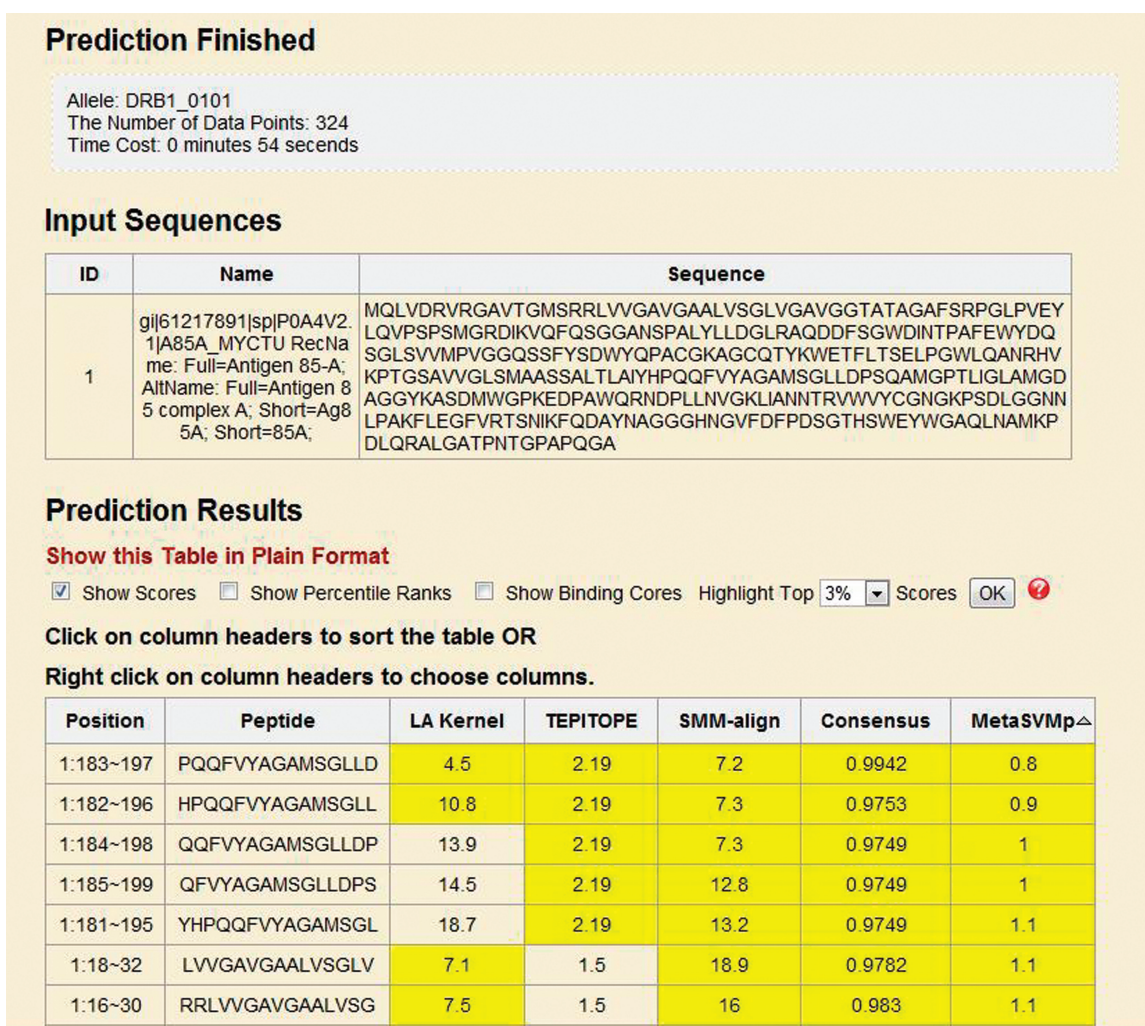 Prediction Finished
Allele: DRB1_0101
The Number of Data Points: 324
Time Cost: 0 minutes 54 secends
Input Sequences
ID Name Sequence
1
gi|61217891|sp|P0A4V2.
1|A85A_MYCTU RecNa
me: Full=Antigen 85-A;
AltName: Full=Antigen 8
5 complex A; Short=Ag8
5A; Short=85A;
MQLVDRVRGAVTGMSRRLVVGAVGAALVSGLVGAVGGTATAGAFSRPGLPVEY
LQVPSPSMGRDIKVQFQSGGANSPALYLLDGLRAQDDFSGWDINTPAFEWYDQ
SGLSVVMPVGGQSSFYSDWYQPACGKAGCQTYKWETFLTSELPGWLQANRHV
KPTGSAVVGLSMAASSALTLAIYHPQQFVYAGAMSGLLDPSQAMGPTLIGLAMGD
AGGYKASDMWGPKEDPAWQRNDPLLNVGKLIANNTRVWVYCGNGKPSDLGGNN
LPAKFLEGFVRTSNIKFQDAYNAGGGHNGVFDFPDSGTHSWEYWGAQLNAMKP
DLQRALGATPNTGPAPQGA
Prediction Results
Show this Table in Plain Format
Show Scores Show Percentile Ranks Show Binding Cores Highlight Top 3% Scores OK ?
Click on column headers to sort the table OR
Right click on column headers to choose columns.
Position Peptide LA Kernel TEPITOPE SMM-align Consensus MetaSVMp
1:183~197 PQQFVYAGAMSGLLD 4.5 2.19 7.2 0.9942 0.8
1:182~196 HPQQFVYAGAMSGLL 10.8 2.19 7.3 0.9753 0.9
1:184~198 QQFVYAGAMSGLLDP 13.9 2.19 7.3 0.9749 1
1:185~199 QFVYAGAMSGLLDPS 14.5 2.19 12.8 0.9749 1
1:181~195 YHPQQFVYAGAMSGL 18.7 2.19 13.2 0.9749 1.1
1:18~32 LVVGAVGAALVSGLV 7.1 1.5 18.9 0.9782 1.1
1:16~30 RRLVVGAVGAALVSG 7.5 1.5 16 0.983 1.1